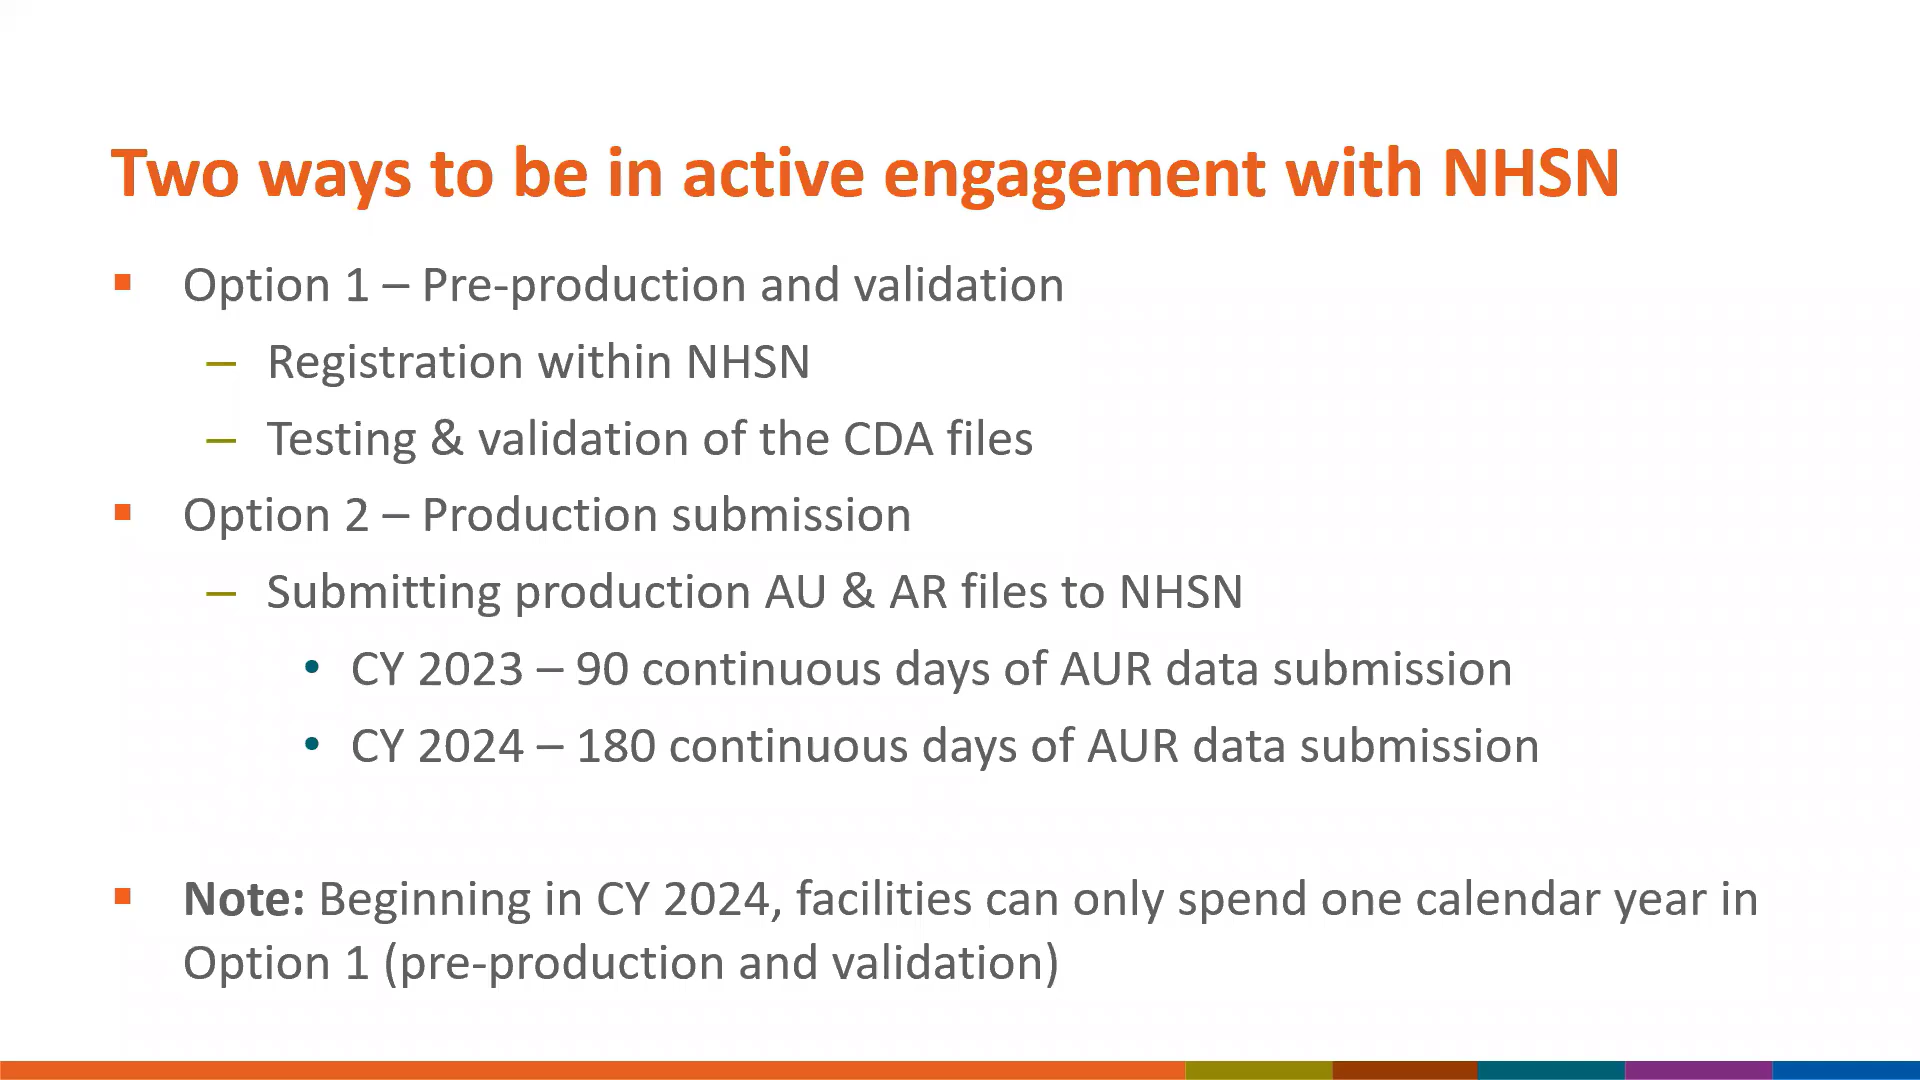 Two ways to be in active engagement with NHSN
▪ Option 1 – Pre-production and validation
– Registration within NHSN
– Testing & validation of the CDA files
▪ Option 2 – Production submission
– Submitting production AU & AR files to NHSN
• CY 2023 – 90 continuous days of AUR data submission
• CY 2024 – 180 continuous days of AUR data submission
▪ Note: Beginning in CY 2024, facilities can only spend one calendar year in
Option 1 (pre-production and validation)